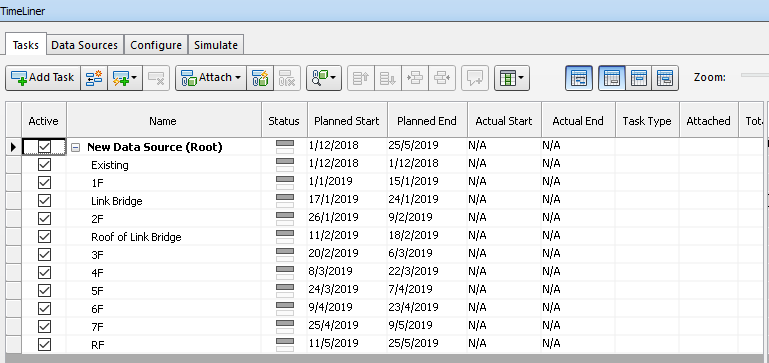 TimeLiner
Tasks Data Sources Configure Simulate
Add Task Attach Zoom:
Active Name Status Planned Start Planned End Actual Start Actual End Task Type Attached Tota
New Data Source (Root) 1/12/2018 25/5/2019 N/A N/A
Existing 1/12/2018 1/12/2018 N/A N/A
1F 1/1/2019 15/1/2019 N/A N/A
Link Bridge 17/1/2019 24/1/2019 N/A N/A
2F 26/1/2019 9/2/2019 N/A N/A
Roof of Link Bridge 11/2/2019 18/2/2019 N/A N/A
3F 20/2/2019 6/3/2019 N/A N/A
4F 8/3/2019 22/3/2019 N/A N/A
5F 24/3/2019 7/4/2019 N/A N/A
6F 9/4/2019 23/4/2019 N/A N/A
7F 25/4/2019 9/5/2019 N/A N/A
RF 11/5/2019 25/5/2019 N/A N/A